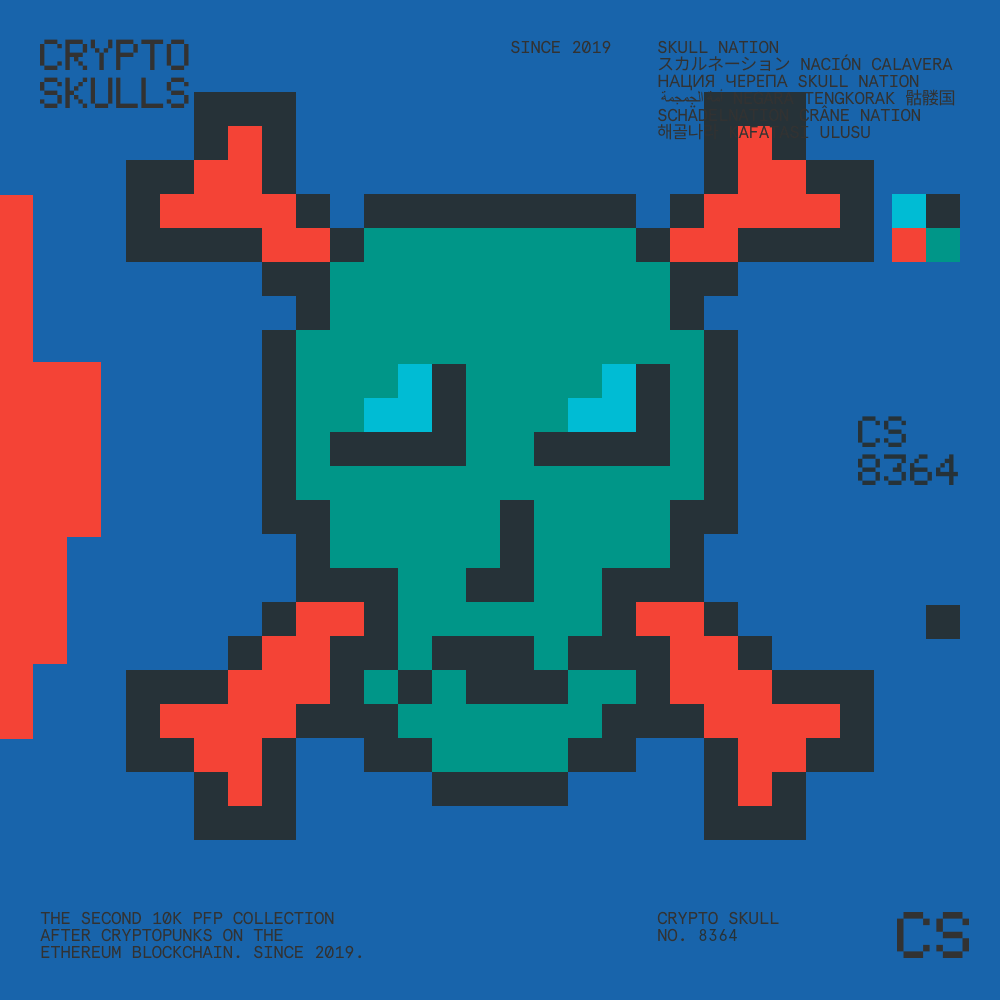 CRYPTO
SKULLS
SINCE 2019
SKULL NATION
スカルネーション NACIÓN CALAVERA
НАЦИЯ ЧЕРЕПА SKULL NATION
الجمجمة TENGKORAK 骷髅国
CRÂNE NATION
해골나 ULUSU
CS
8364
THE SECOND 10K PFP COLLECTION
AFTER CRYPTOPUNKS ON THE
ETHEREUM BLOCKCHAIN. SINCE 2019.
CRYPTO SKULL
NO. 8364
CS